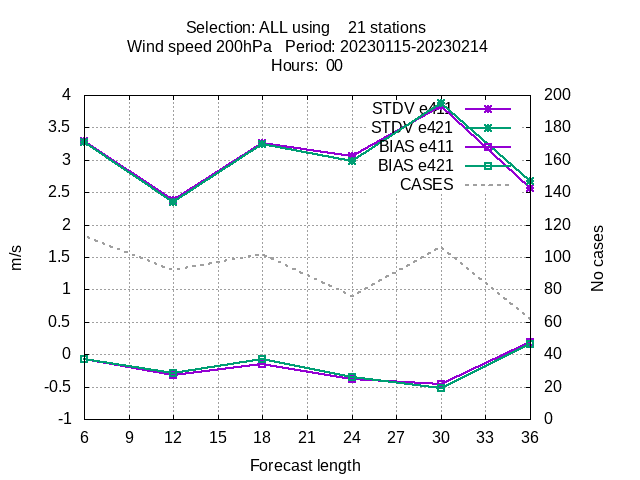 Selection: ALL using    21 stations
Wind speed 200hPa   Period: 20230115-20230214
Hours:  00
4
3.5
3
2.5
2
1.5
1
0.5
0
-0.5
-1
m/s
200
180
160
140
120
100
80
60
40
20
0
No cases
STDV e411
STDV e421
BIAS e411
BIAS e421
CASES
6 9 12 15 18 21 24 27 30 33 36
Forecast length